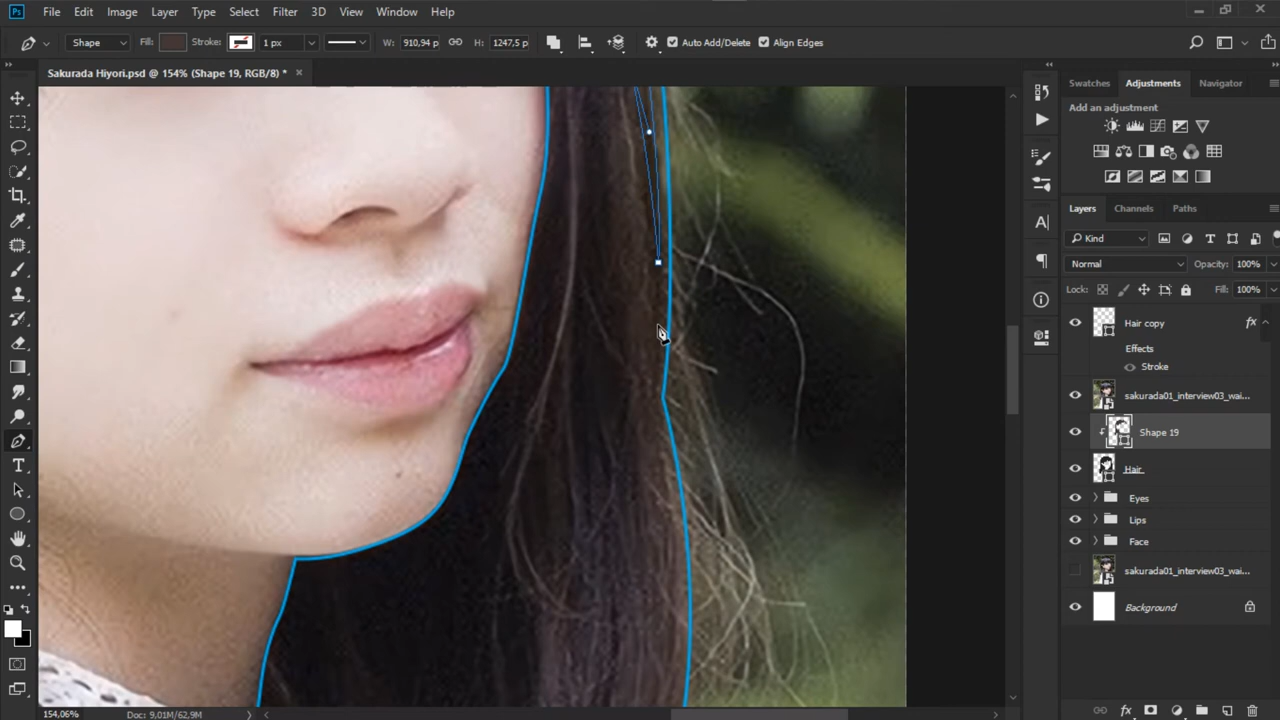 Ps File Edit Image Layer Type Select Filter 3D View Window Help
Shape Fill: Stroke: 1 px W: 910,94 p H: 1247,5 p Auto Add/Delete Align Edges
Sakurada Hiyori.psd @ 154% (Shape 19, RGB/8) * ×
Swatches Adjustments Navigator
Add an adjustment
Layers Channels Paths
Kind
Normal Opacity: 100%
Lock: Fill: 100%
Hair copy fx
Effects
Stroke
sakurada01_interview03_wai...
Shape 19
Hair
Eyes
Lips
Face
sakurada01_interview03_wai...
Background
154,06% Doc: 9,01M/62,9M